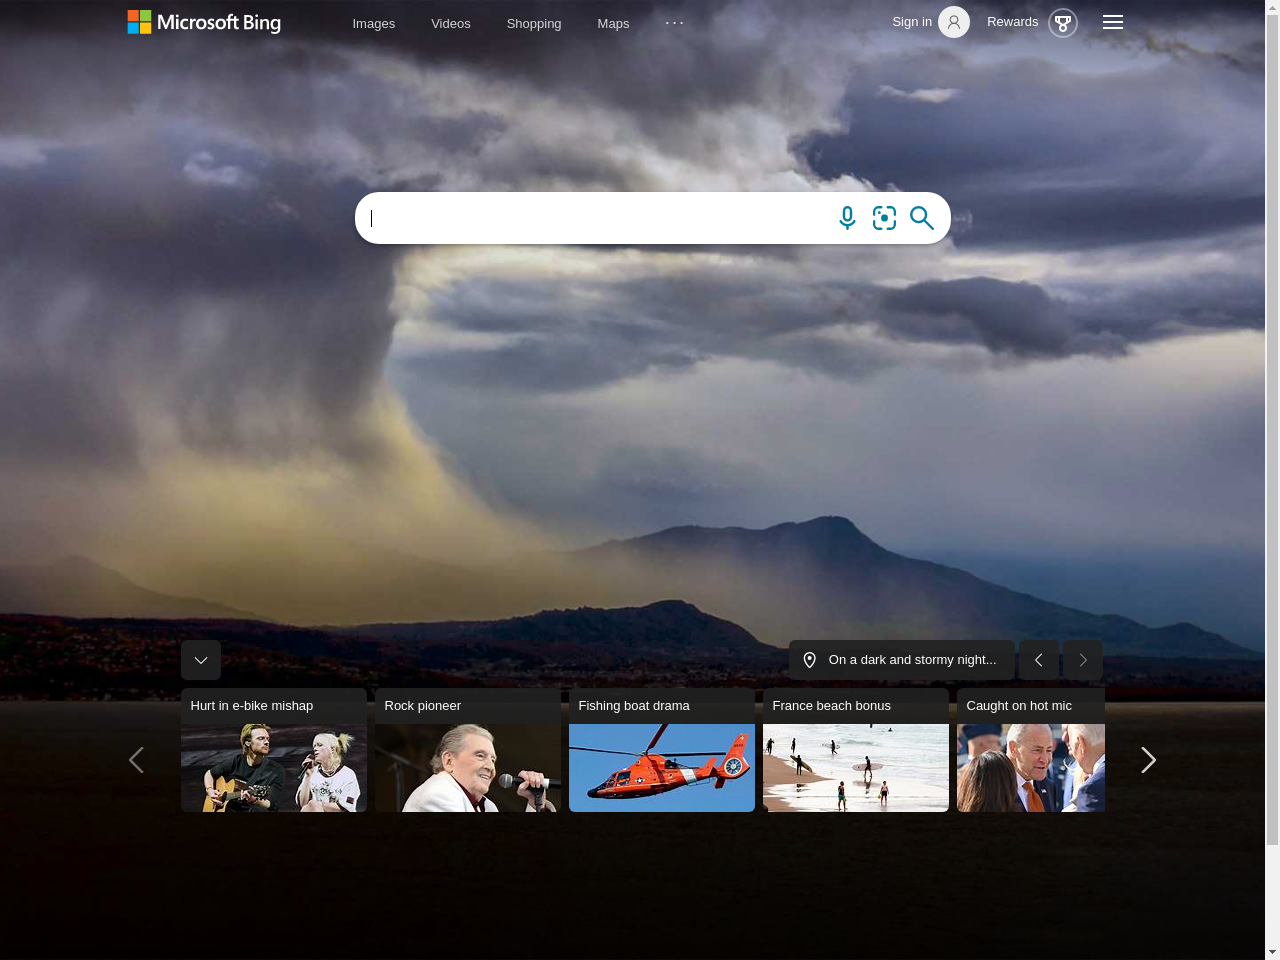 Microsoft Bing
Images
Videos
Shopping
Maps
Sign in
Rewards
On a dark and stormy night...
Hurt in e-bike mishap
Rock pioneer
Fishing boat drama
France beach bonus
Caught on hot mic